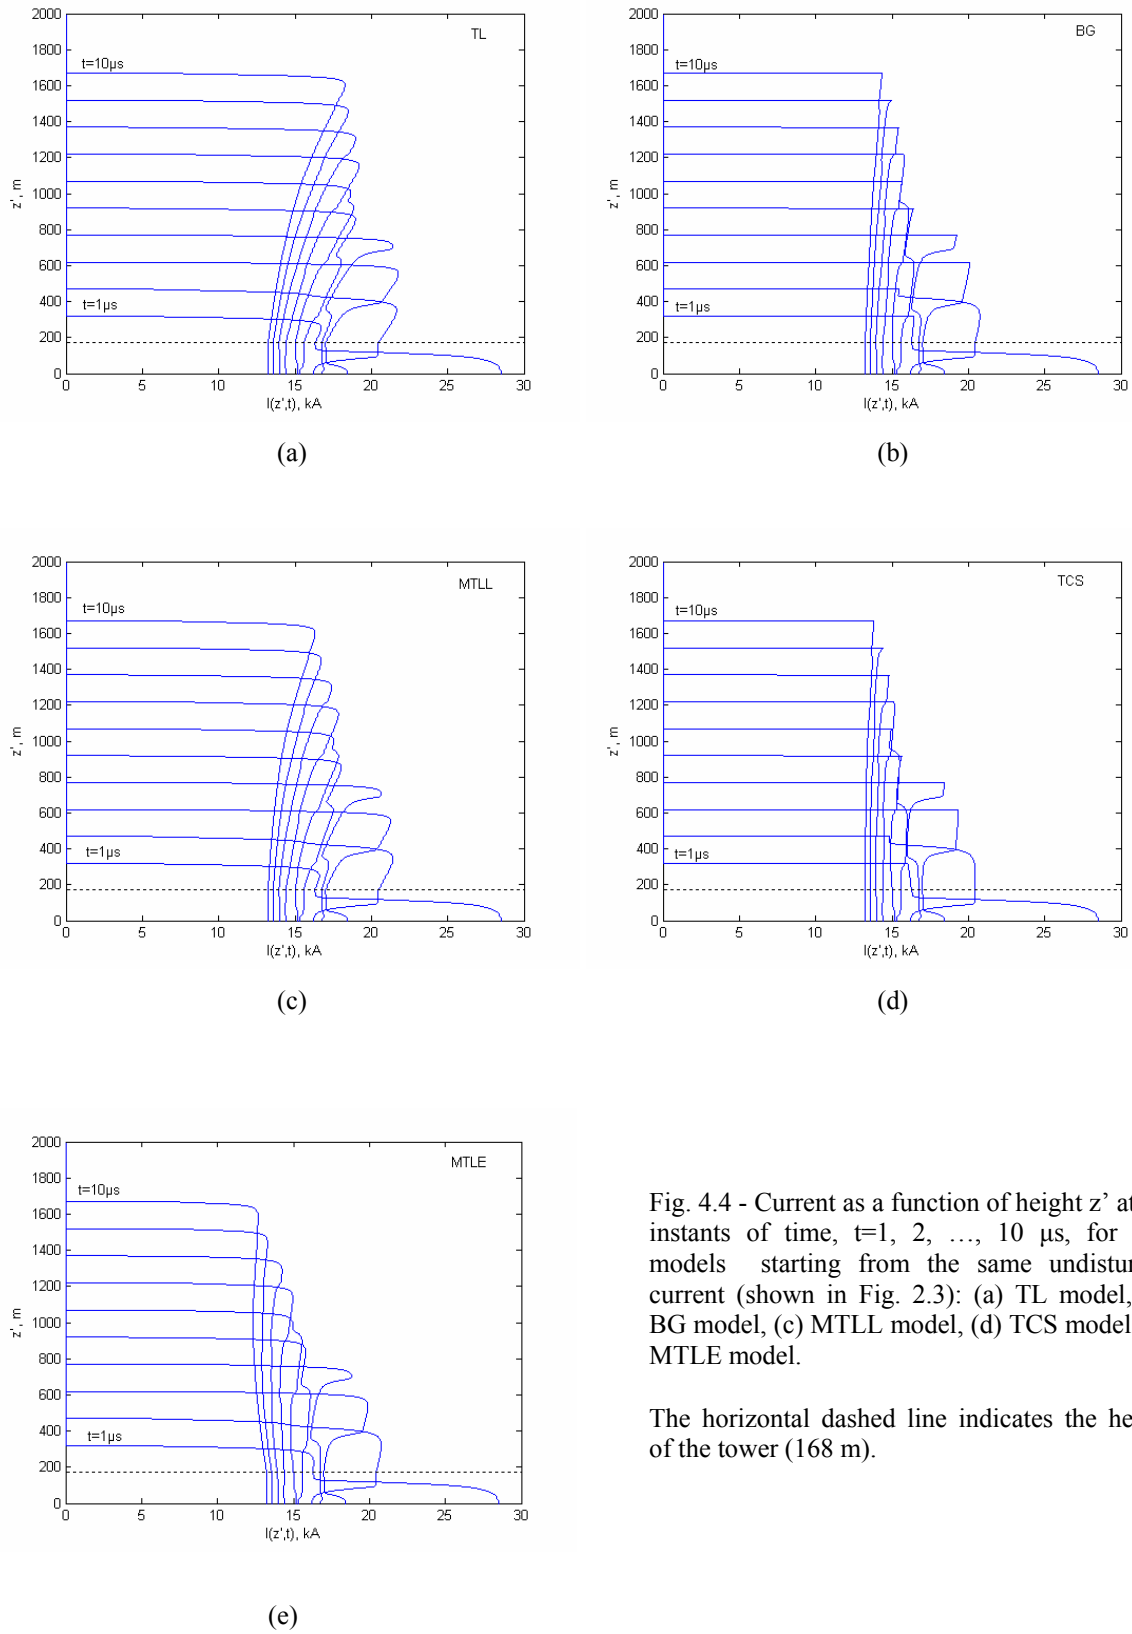 TL
2000
1800
t=10µs
1600
1400
1200
1000
z', m
800
600
400
t=1µs
200
0
0 5 10 15 20 25 30
I(z',t), kA
(a)
BG
2000
1800
t=10µs
1600
1400
1200
1000
z', m
800
600
400
t=1µs
200
0
0 5 10 15 20 25 30
I(z',t), kA
(b)
MTLL
2000
1800
t=10µs
1600
1400
1200
1000
z', m
800
600
400
t=1µs
200
0
0 5 10 15 20 25 30
I(z',t), kA
(c)
TCS
2000
1800
t=10µs
1600
1400
1200
1000
z', m
800
600
400
t=1µs
200
0
0 5 10 15 20 25 30
I(z',t), kA
(d)
MTLE
2000
1800
t=10µs
1600
1400
1200
1000
z', m
800
600
400
t=1µs
200
0
0 5 10 15 20 25 30
I(z',t), kA
(e)
Fig. 4.4 - Current as a function of height z’ at
instants of time, t=1, 2, …, 10 µs, for
models starting from the same undistur
current (shown in Fig. 2.3): (a) TL model,
BG model, (c) MTLL model, (d) TCS model
MTLE model.
The horizontal dashed line indicates the he
of the tower (168 m).